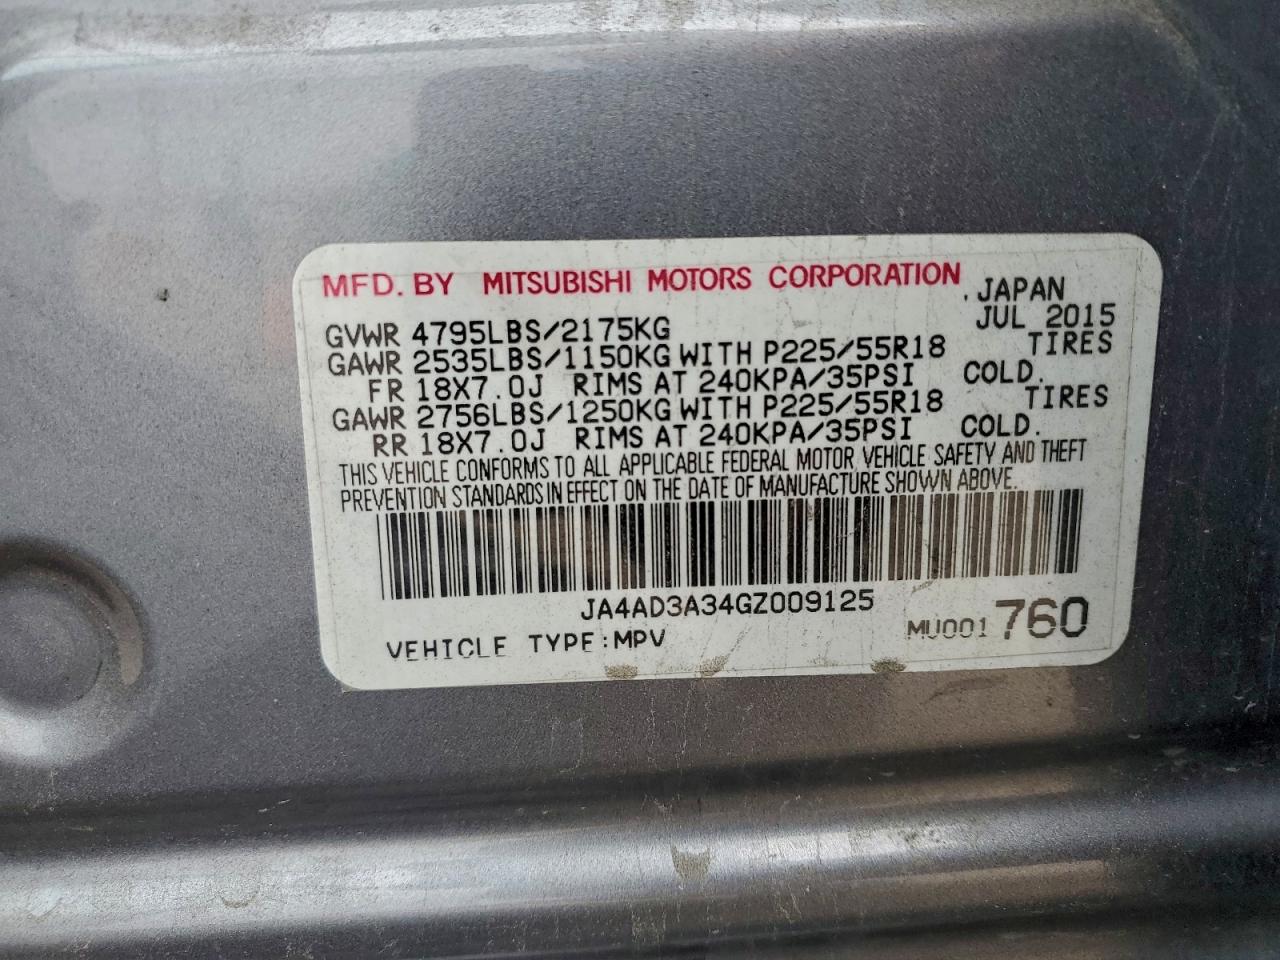 MFD. BY MITSUBISHI MOTORS CORPORATION . JAPAN
GVWR 4795LBS/2175KG JUL 2015
GAWR 2535LBS/1150KG WITH P225/55R18 TIRES
FR 18X7.0J RIMS AT 240KPA/35PSI COLD.
GAWR 2756LBS/1250KG WITH P225/55R18 TIRES
RR 18X7.0J RIMS AT 240KPA/35PSI COLD.
THIS VEHICLE CONFORMS TO ALL APPLICABLE FEDERAL MOTOR VEHICLE SAFETY AND THEFT
PREVENTION STANDARDS IN EFFECT ON THE DATE OF MANUFACTURE SHOWN ABOVE.
JA4AD3A34GZ009125
VEHICLE TYPE:MPV MU001760